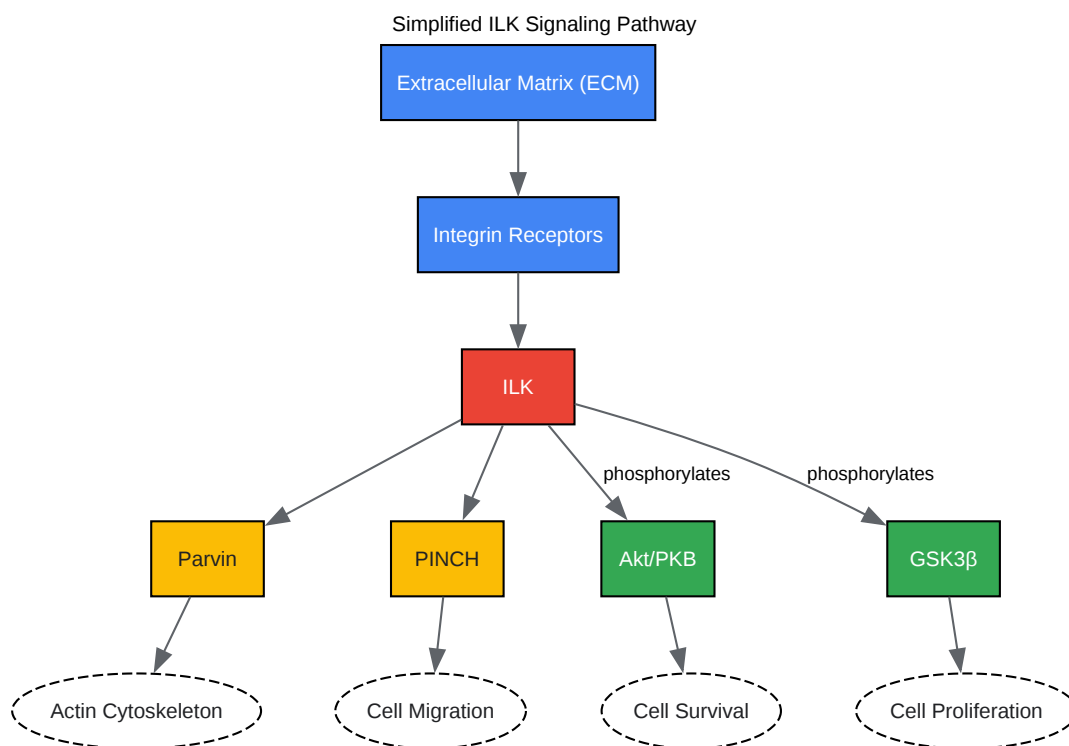 Simplified ILK Signaling Pathway
Extracellular Matrix (ECM)
Integrin Receptors
ILK
phosphorylates
phosphorylates
Parvin
PINCH
Akt/PKB
GSK3β
Actin Cytoskeleton
Cell Migration
Cell Survival
Cell Proliferation